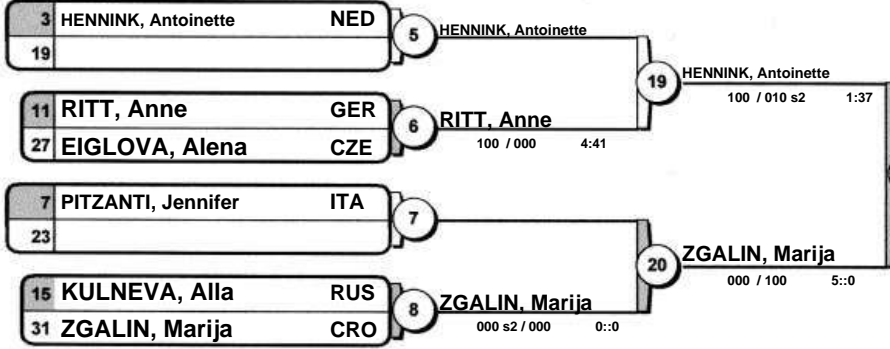 3 HENNINK, Antoinette NED
19
5 HENNINK, Antoinette
11 RITT, Anne GER
27 EIGLOVA, Alena CZE
6 RITT, Anne
100 / 000 4:41
19 HENNINK, Antoinette
100 / 010 s2 1:37
7 PITZANTI, Jennifer ITA
23
7
15 KULNEVA, Alla RUS
31 ZGALIN, Marija CRO
8 ZGALIN, Marija
000 s2 / 000 0::0
20 ZGALIN, Marija
000 / 100 5::0